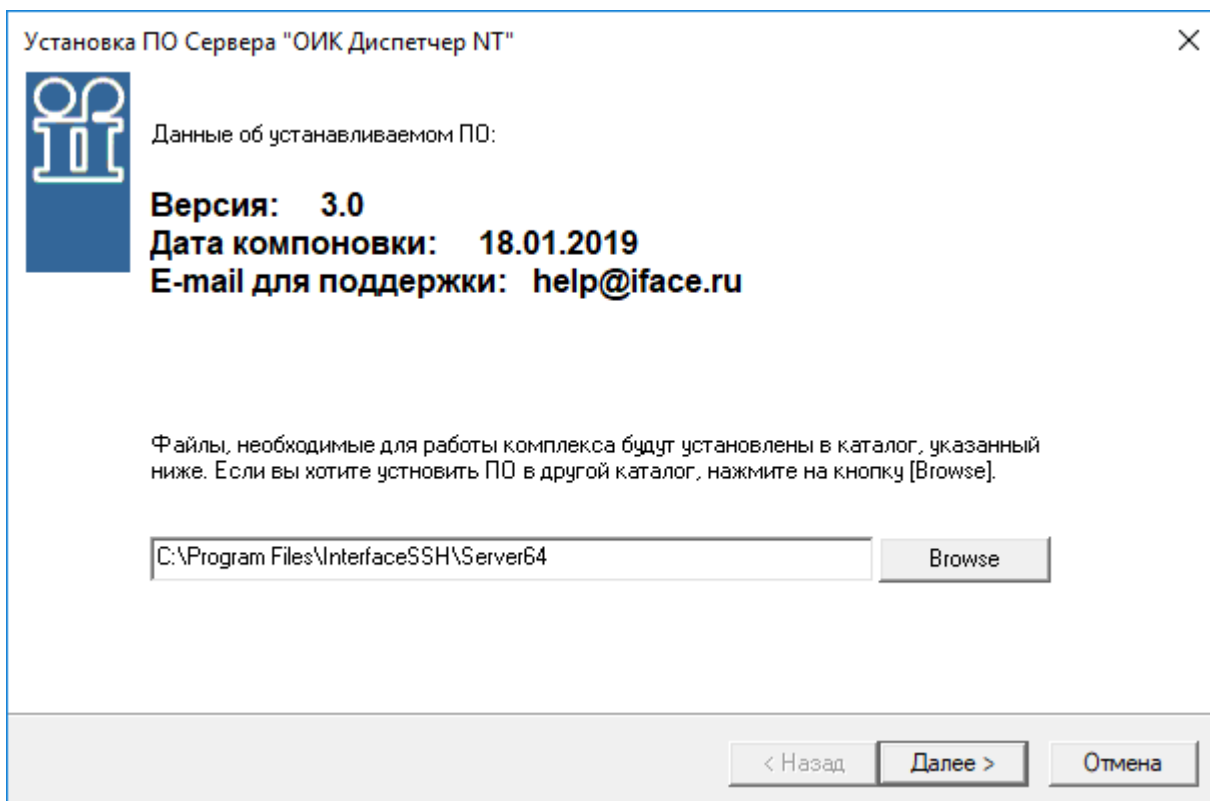 Установка ПО Сервера "ОИК Диспетчер NT"
Данные об устанавливаемом ПО:
Версия: 3.0
Дата компоновки: 18.01.2019
E-mail для поддержки: help@iface.ru
Файлы, необходимые для работы комплекса будут установлены в каталог, указанный
ниже. Если вы хотите устновить ПО в другой каталог, нажмите на кнопку [Browse].
C:\Program Files\InterfaceSSH\Server64
Browse
< Назад
Далее >
Отмена